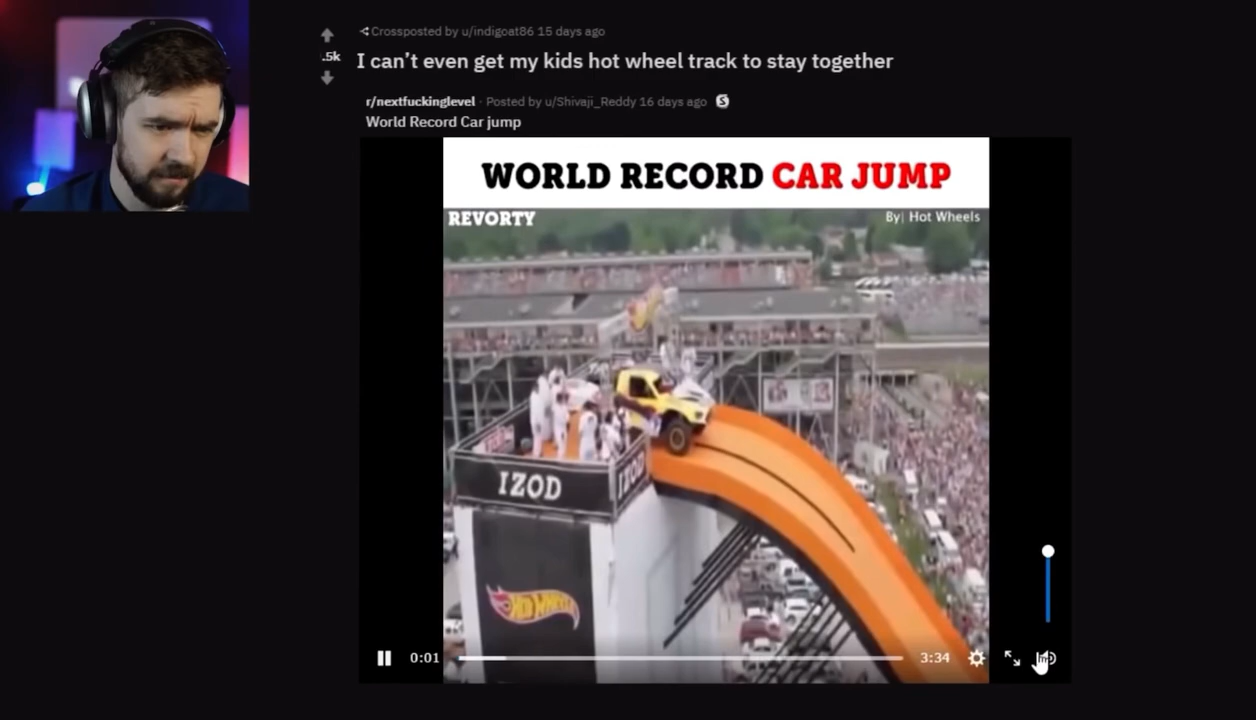 Crossposted by u/indigoat86 15 days ago
.5k
I can't even get my kids hot wheel track to stay together
r/nextfuckinglevel · Posted by u/Shivaji_Reddy 16 days ago
World Record Car jump
WORLD RECORD CAR JUMP
REVORTY
By| Hot Wheels
IZOD
IZOD
HOT WHEELS
0:01
3:34